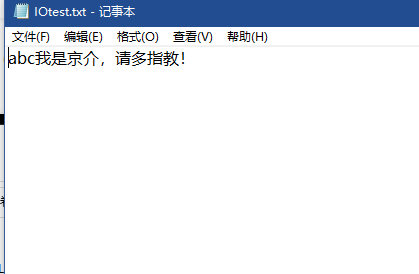 IOtest.txt - 记事本
文件(F) 编辑(E) 格式(O) 查看(V) 帮助(H)
abc我是京介，请多指教！